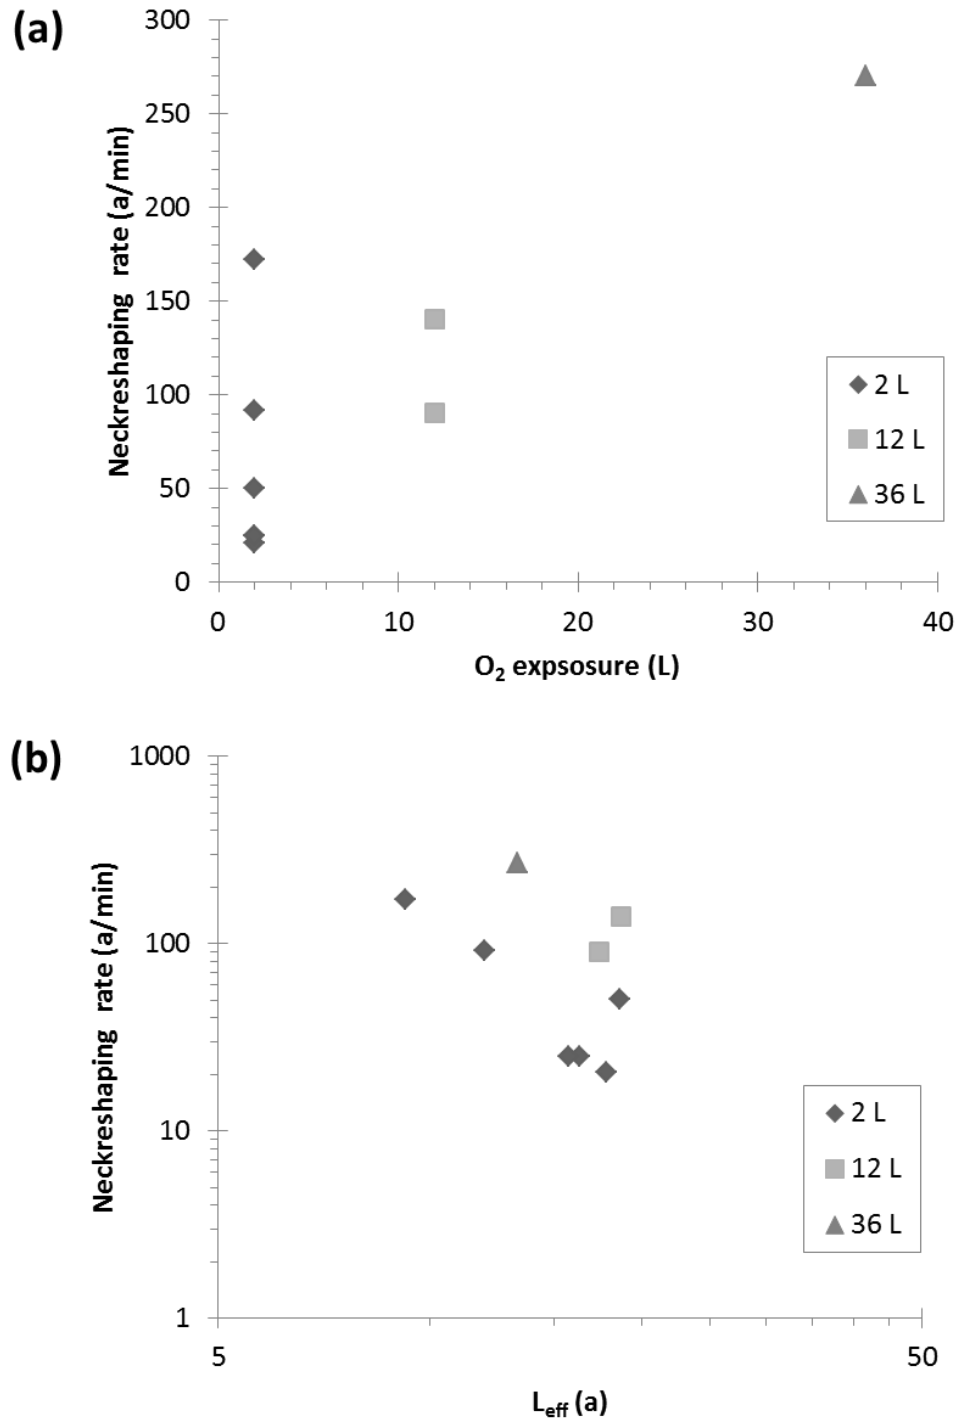 (a)
300
250
200
150
100
50
0
Neckreshaping rate (a/min)
0 10 20 30 40
O₂ expsosure (L)
2 L
12 L
36 L
(b)
1000
100
10
1
Neckreshaping rate (a/min)
5 50
L_eff (a)
2 L
12 L
36 L